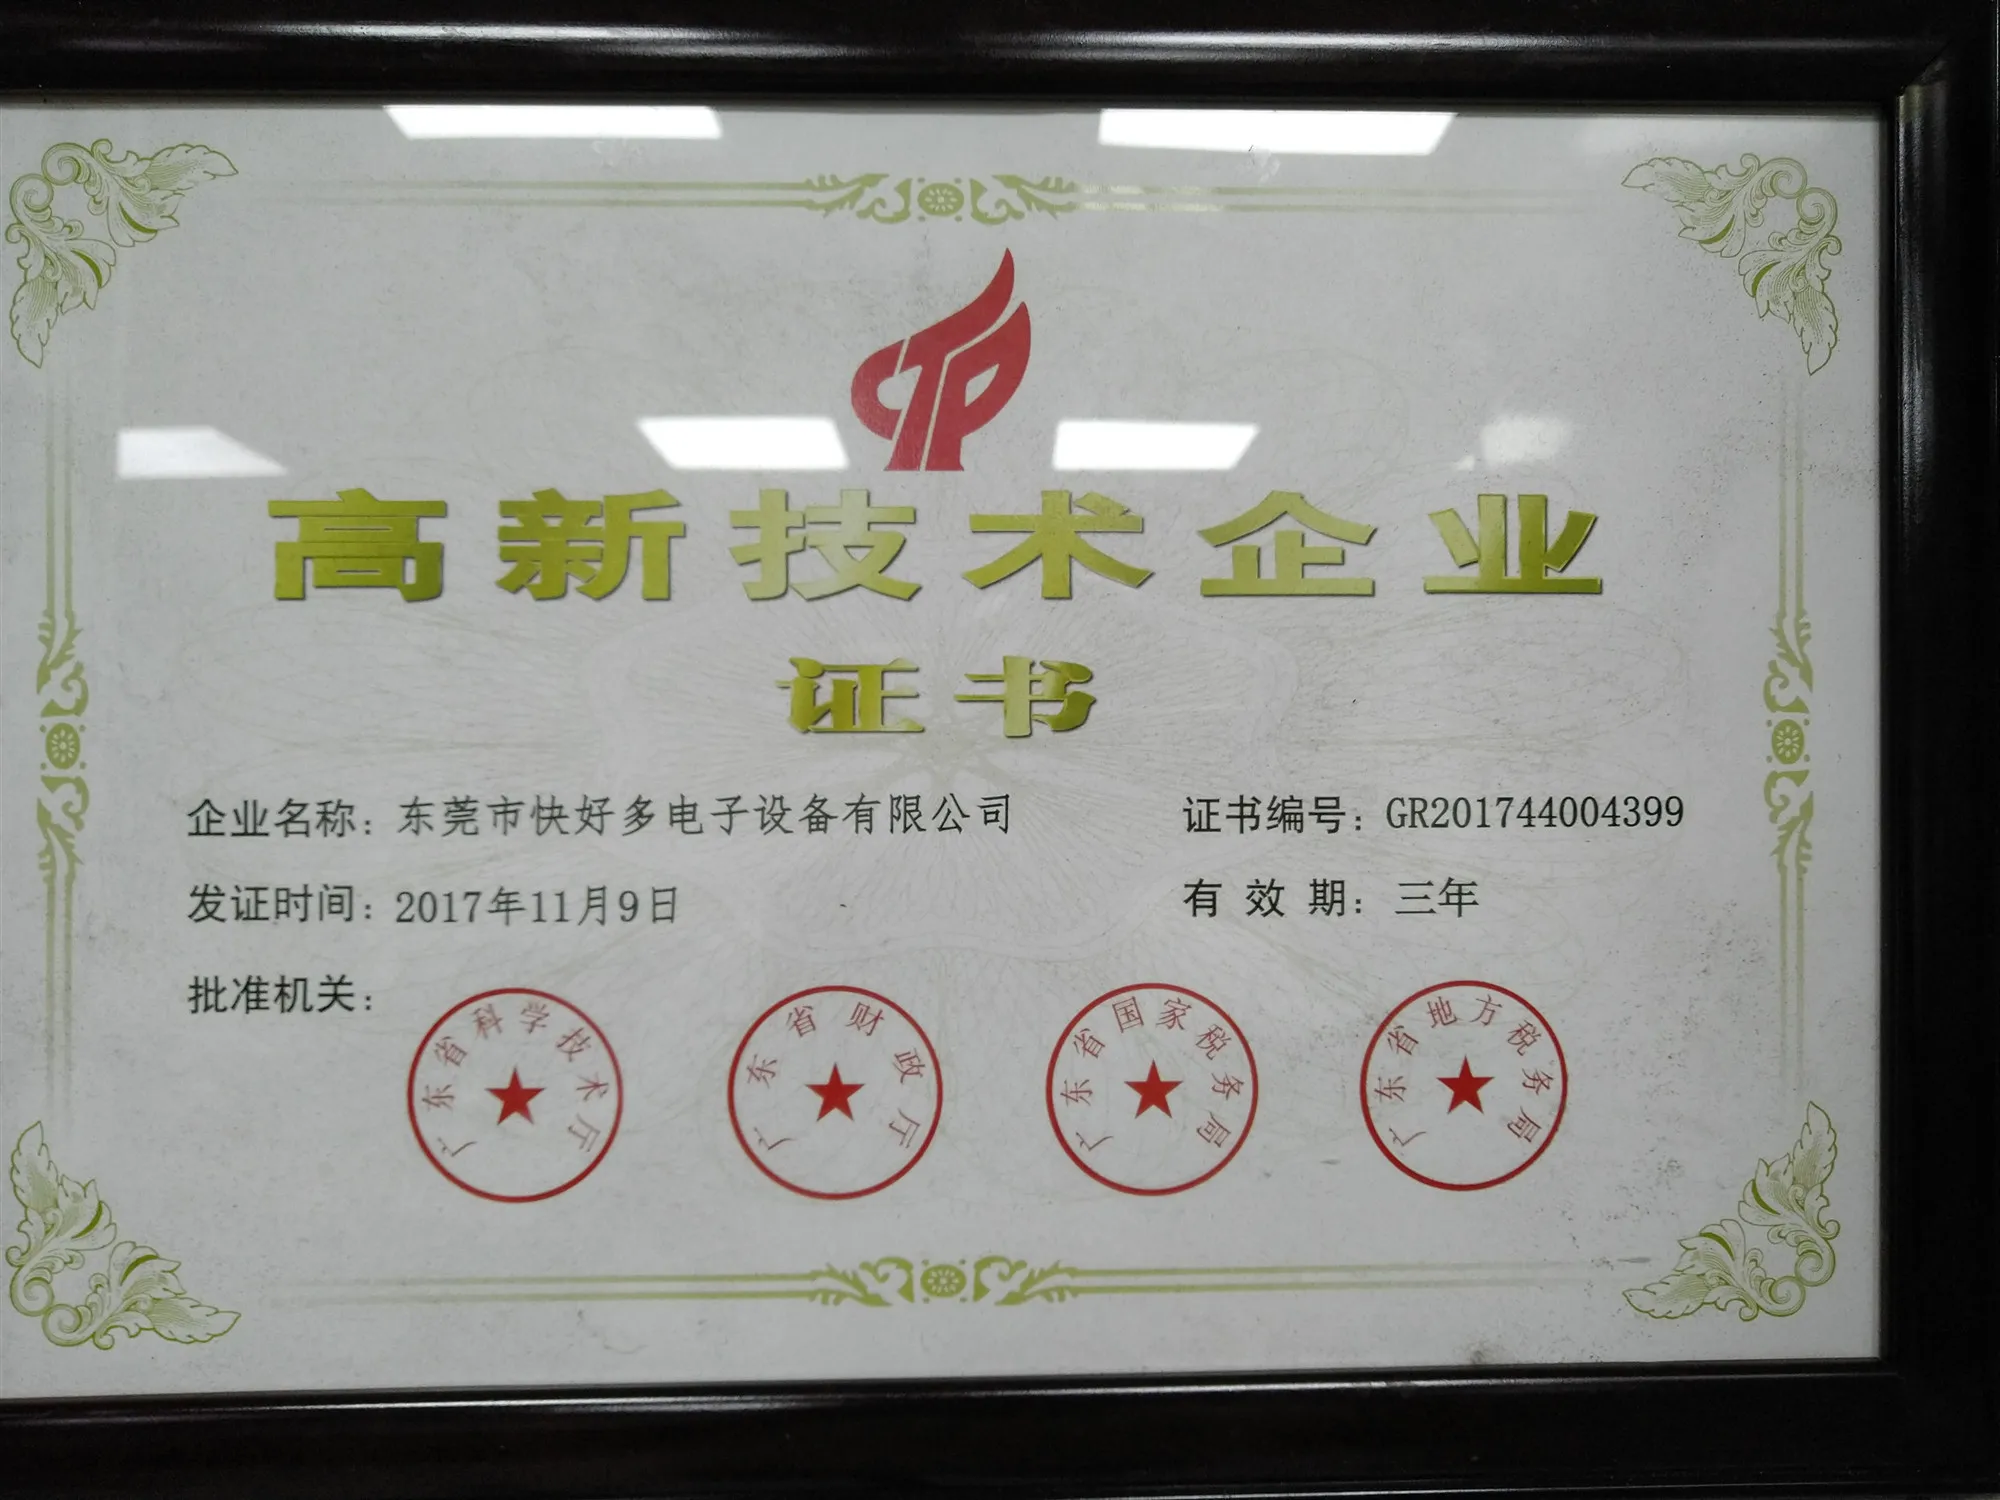 高新技术企业
证书
企业名称：东莞市快好多电子设备有限公司
证书编号：GR201744004399
发证时间：2017年11月9日
有效期：三年
批准机关：
广东省科学技术厅
广东省财政厅
广东省国家税务局
广东省地方税务局